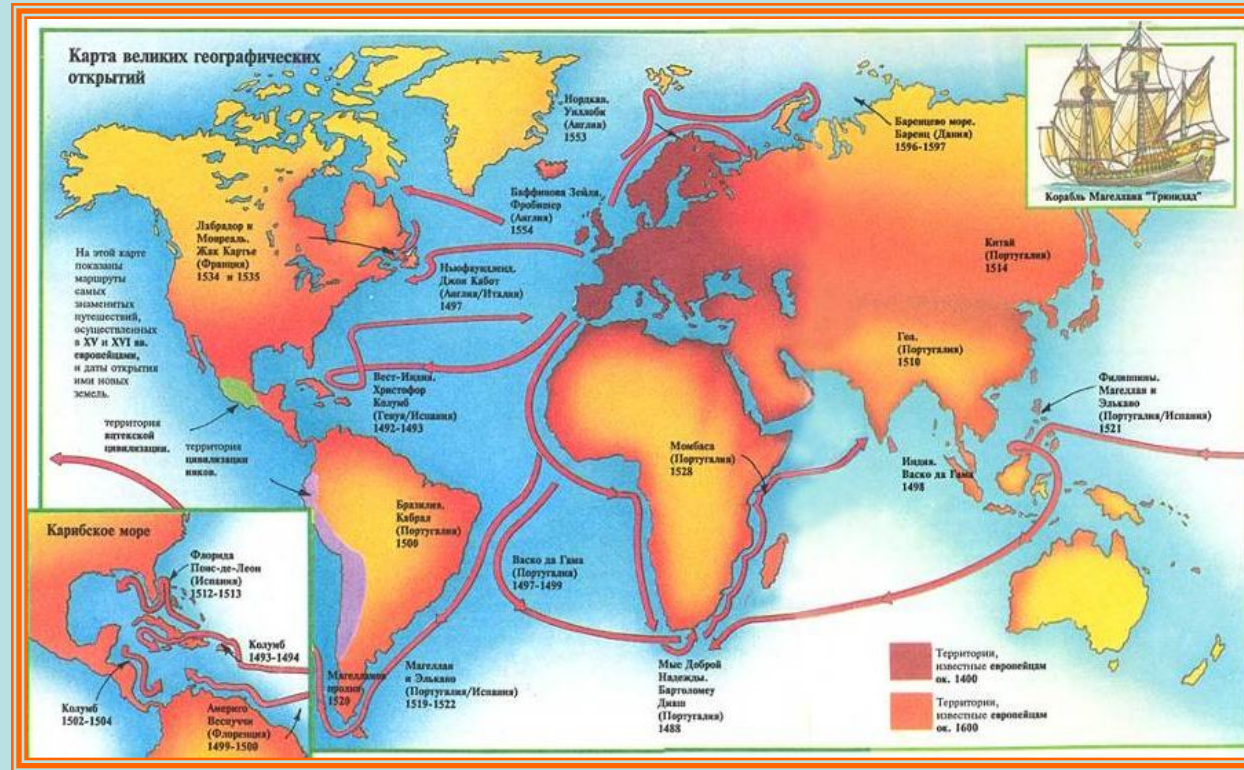 Карта великих географических
открытий
Нордкап.
Уиллоби
(Англия)
1553
Баренцево море.
Баренц (Дания)
1596-1597
Корабль Магеллана "Тринидад"
Баффинова Земля.
Фробишер
(Англия)
1554
Лабрадор и
Монреаль.
Жак Картье
(Франция)
1534 и 1535
Китай
(Португалия)
1514
На этой карте
показаны
маршруты
самых
знаменитых
путешествий,
осуществленных
в XV и XVI вв.
европейцами,
и даты открытия
ими новых
земель.
Ньюфаундленд.
Джон Кабот
(Англия/Италия)
1497
Гоа.
(Португалия)
1510
Вест-Индия.
Христофор
Колумб
(Генуя/Испания)
1492-1493
Филиппины.
Магеллан и
Элькано
(Португалия/Испания)
1521
территория
ацтекской
цивилизации.
территория
цивилизации
инков.
Момбаса
(Португалия)
1528
Индия.
Васко да Гама
1498
Бразилия.
Кабрал
(Португалия)
1500
Васко да Гама
(Португалия)
1497-1499
Карибское море
Флорида
Понс-де-Леон
(Испания)
1512-1513
Колумб
1493-1494
Колумб
1502-1504
Америго
Веспуччи
(Флоренция)
1499-1500
Магелланов
пролив
1520
Магеллан
и Элькано
(Португалия/Испания)
1519-1522
Мыс Доброй
Надежды.
Бартоломеу
Диаш
(Португалия)
1488
Территории,
известные европейцам
ок. 1400
Территории,
известные европейцам
ок. 1600